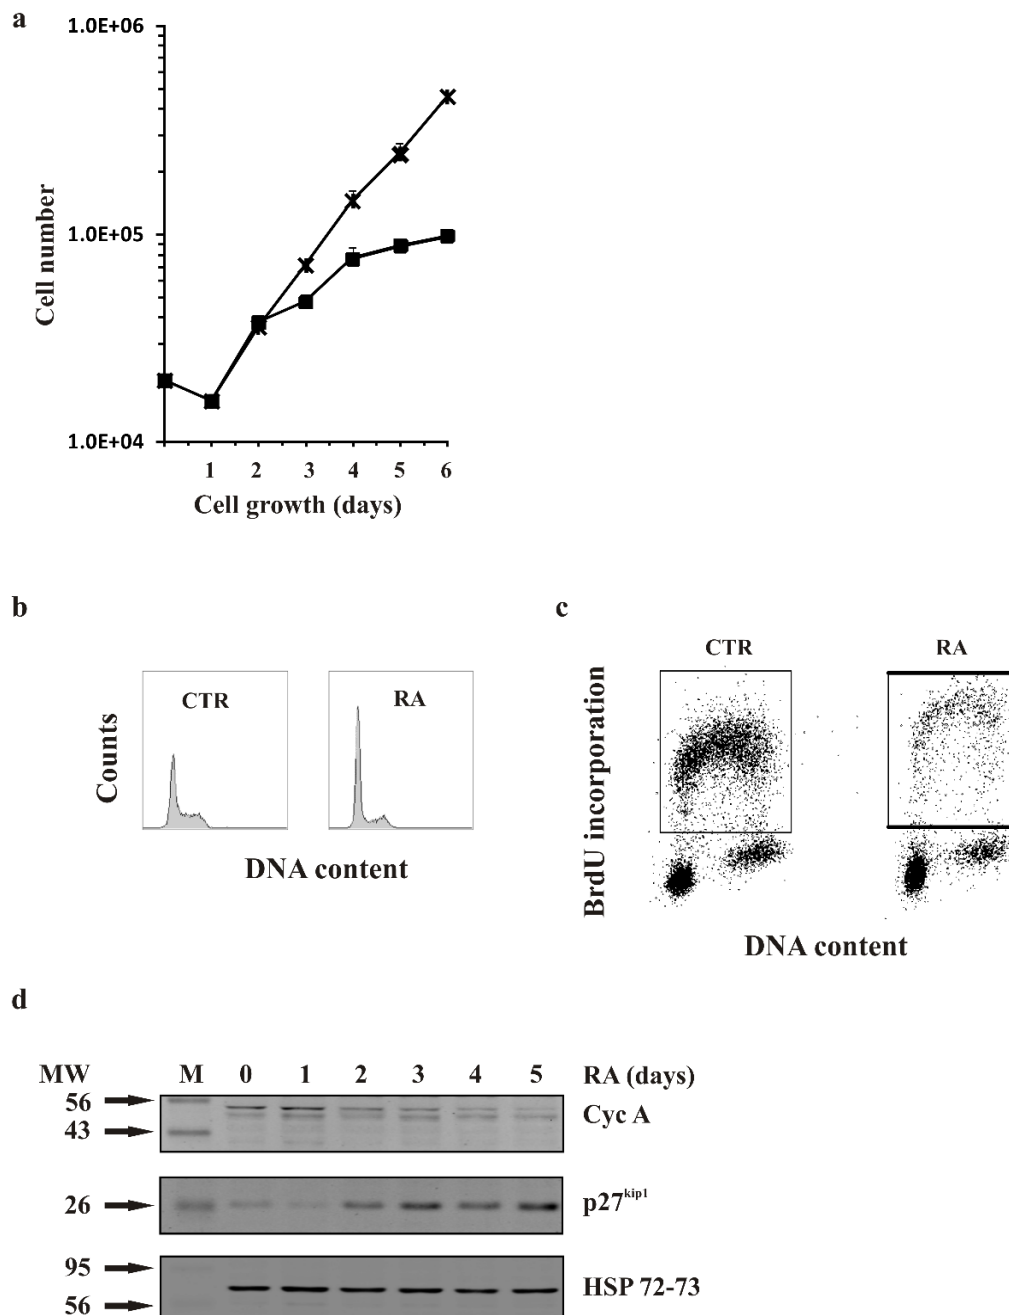 a
1.0E+06
1.0E+05
1.0E+04
Cell number
1 2 3 4 5 6
Cell growth (days)
b
CTR
RA
Counts
DNA content
c
CTR
RA
BrdU incorporation
DNA content
d
MW M 0 1 2 3 4 5 RA (days)
56
43
Cyc A
26
p27kip1
95
56
HSP 72-73